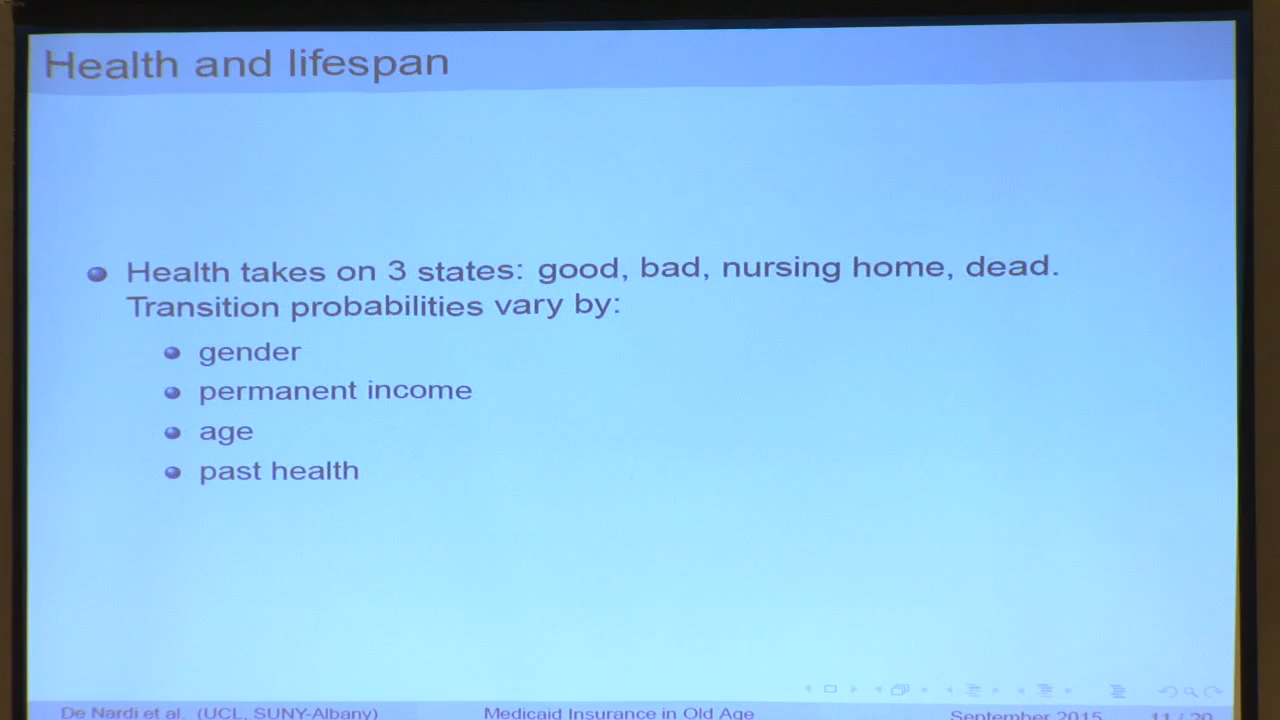 Health and lifespan
Health takes on 3 states: good, bad, nursing home, dead.
Transition probabilities vary by:
gender
permanent income
age
past health
De Nardi et al. (UCL, SUNY-Albany) Medicaid Insurance in Old Age September 2015 11 / 20